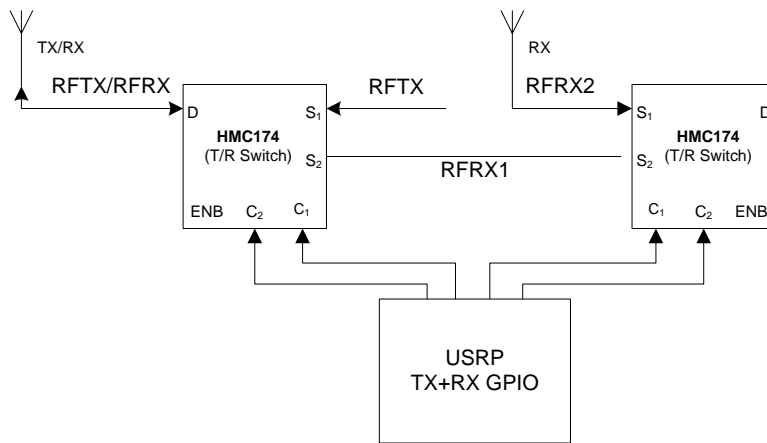 TX/RX
RX
RFTX/RFRX
RFTX
RFRX2
D
S1
S1
D
HMC174
(T/R Switch)
HMC174
(T/R Switch)
S2
S2
RFRX1
ENB
C2
C1
C1
C2
ENB
USRP
TX+RX GPIO